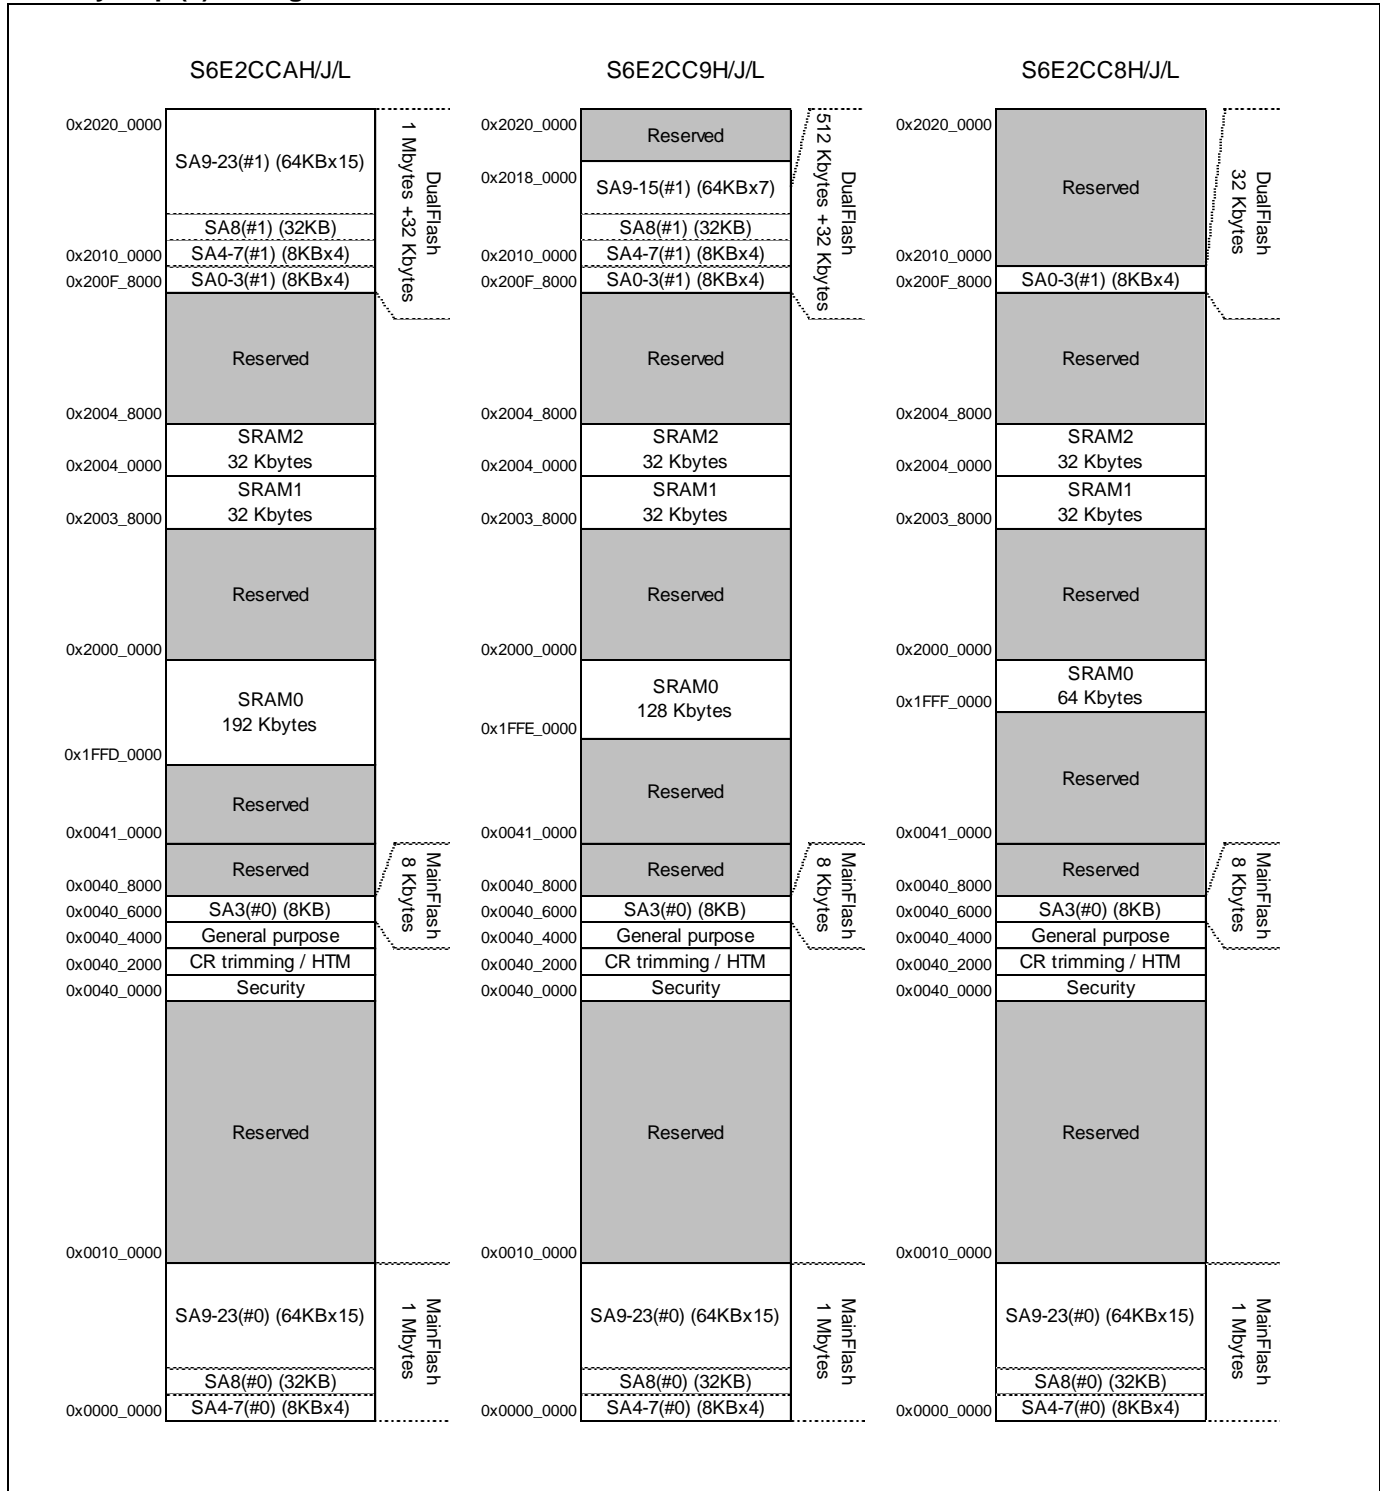 S6E2CCAH/J/L
0x2020_0000
SA9-23(#1) (64KBx15)
SA8(#1) (32KB)
0x2010_0000
SA4-7(#1) (8KBx4)
0x200F_8000
SA0-3(#1) (8KBx4)
DualFlash
1 Mbytes +32 Kbytes
Reserved
0x2004_8000
SRAM2
32 Kbytes
0x2004_0000
SRAM1
32 Kbytes
0x2003_8000
Reserved
0x2000_0000
SRAM0
192 Kbytes
0x1FFD_0000
Reserved
0x0041_0000
Reserved
0x0040_8000
SA3(#0) (8KB)
0x0040_6000
MainFlash
8 Kbytes
General purpose
0x0040_4000
CR trimming / HTM
0x0040_2000
Security
0x0040_0000
Reserved
0x0010_0000
SA9-23(#0) (64KBx15)
SA8(#0) (32KB)
SA4-7(#0) (8KBx4)
0x0000_0000
MainFlash
1 Mbytes
S6E2CC9H/J/L
0x2020_0000
Reserved
0x2018_0000
SA9-15(#1) (64KBx7)
SA8(#1) (32KB)
0x2010_0000
SA4-7(#1) (8KBx4)
0x200F_8000
SA0-3(#1) (8KBx4)
DualFlash
512 Kbytes +32 Kbytes
Reserved
0x2004_8000
SRAM2
32 Kbytes
0x2004_0000
SRAM1
32 Kbytes
0x2003_8000
Reserved
0x2000_0000
SRAM0
128 Kbytes
0x1FFE_0000
Reserved
0x0041_0000
Reserved
0x0040_8000
SA3(#0) (8KB)
0x0040_6000
MainFlash
8 Kbytes
General purpose
0x0040_4000
CR trimming / HTM
0x0040_2000
Security
0x0040_0000
Reserved
0x0010_0000
SA9-23(#0) (64KBx15)
SA8(#0) (32KB)
SA4-7(#0) (8KBx4)
0x0000_0000
MainFlash
1 Mbytes
S6E2CC8H/J/L
0x2020_0000
Reserved
0x2010_0000
0x200F_8000
SA0-3(#1) (8KBx4)
DualFlash
32 Kbytes
Reserved
0x2004_8000
SRAM2
32 Kbytes
0x2004_0000
SRAM1
32 Kbytes
0x2003_8000
Reserved
0x2000_0000
SRAM0
64 Kbytes
0x1FFF_0000
Reserved
0x0041_0000
Reserved
0x0040_8000
SA3(#0) (8KB)
0x0040_6000
MainFlash
8 Kbytes
General purpose
0x0040_4000
CR trimming / HTM
0x0040_2000
Security
0x0040_0000
Reserved
0x0010_0000
SA9-23(#0) (64KBx15)
SA8(#0) (32KB)
SA4-7(#0) (8KBx4)
0x0000_0000
MainFlash
1 Mbytes